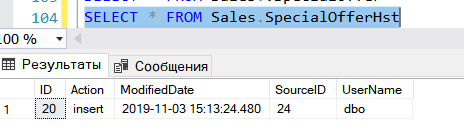 104 SELECT * FROM Sales.SpecialOfferHst
00 %
Результаты Сообщения
ID Action ModifiedDate SourceID UserName
1 20 insert 2019-11-03 15:13:24.480 24 dbo